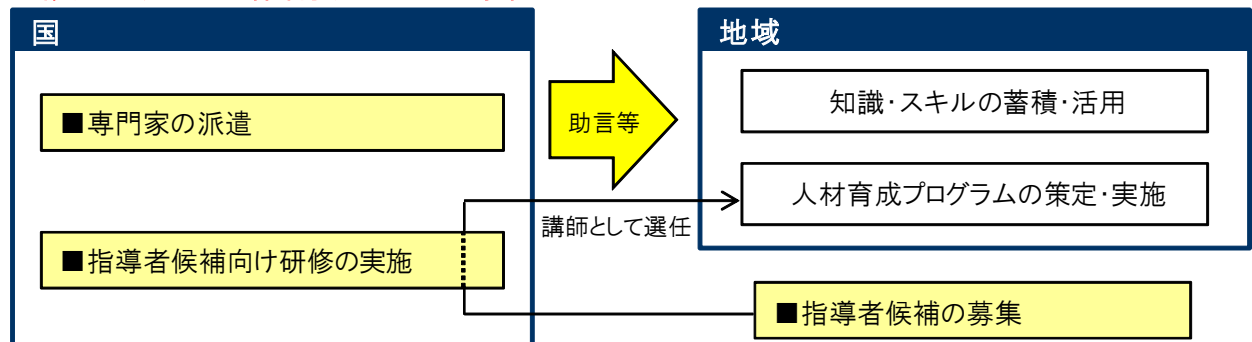 国
■専門家の派遣
■指導者候補向け研修の実施
助言等
講師として選任
地域
知識・スキルの蓄積・活用
人材育成プログラムの策定・実施
■指導者候補の募集